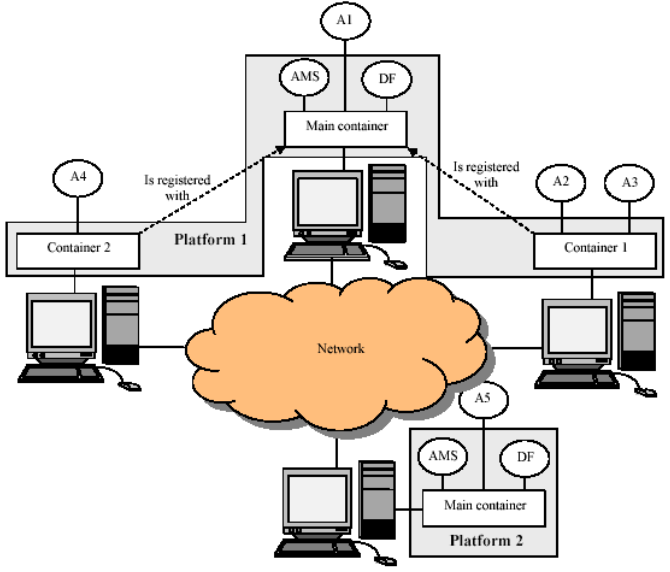 A1
AMS
DF
Main container
A4
Is registered
with
Is registered
with
A2
A3
Container 2
Platform 1
Container 1
Network
A5
AMS
DF
Main container
Platform 2